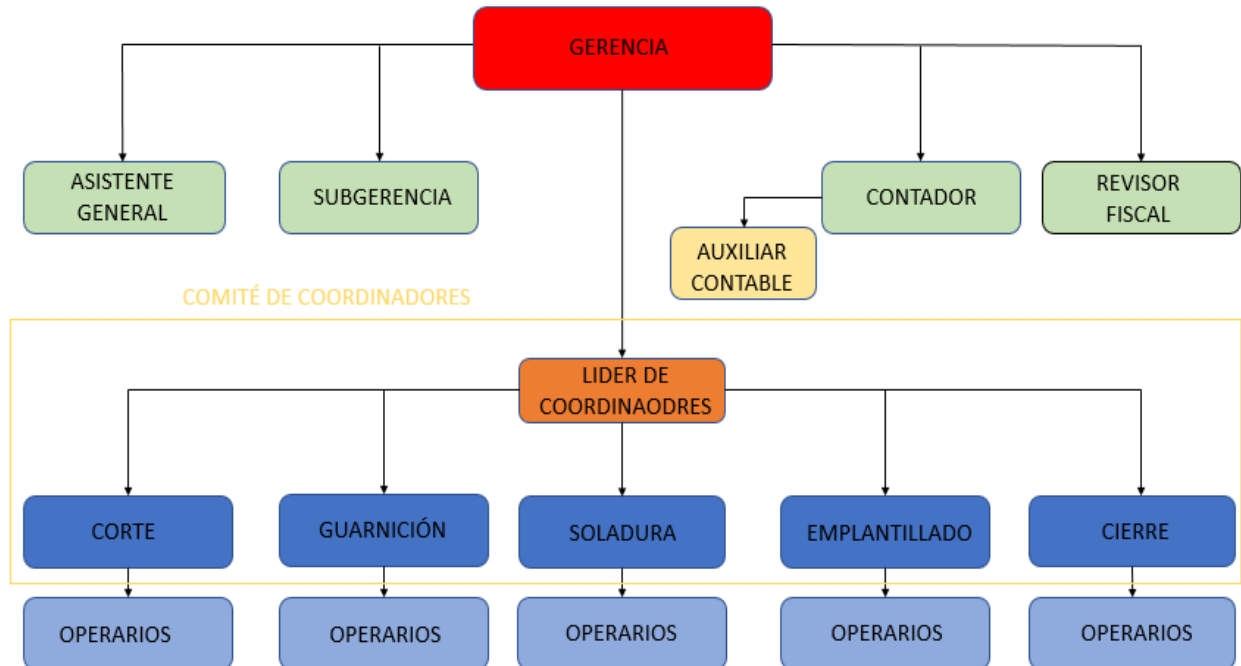 GERENCIA
ASISTENTE
GENERAL
SUBGERENCIA
CONTADOR
REVISOR
FISCAL
AUXILIAR
CONTABLE
COMITÉ DE COORDINADORES
LIDER DE
COORDINAODRES
CORTE
GUARNICIÓN
SOLADURA
EMPLANTILLADO
CIERRE
OPERARIOS
OPERARIOS
OPERARIOS
OPERARIOS
OPERARIOS